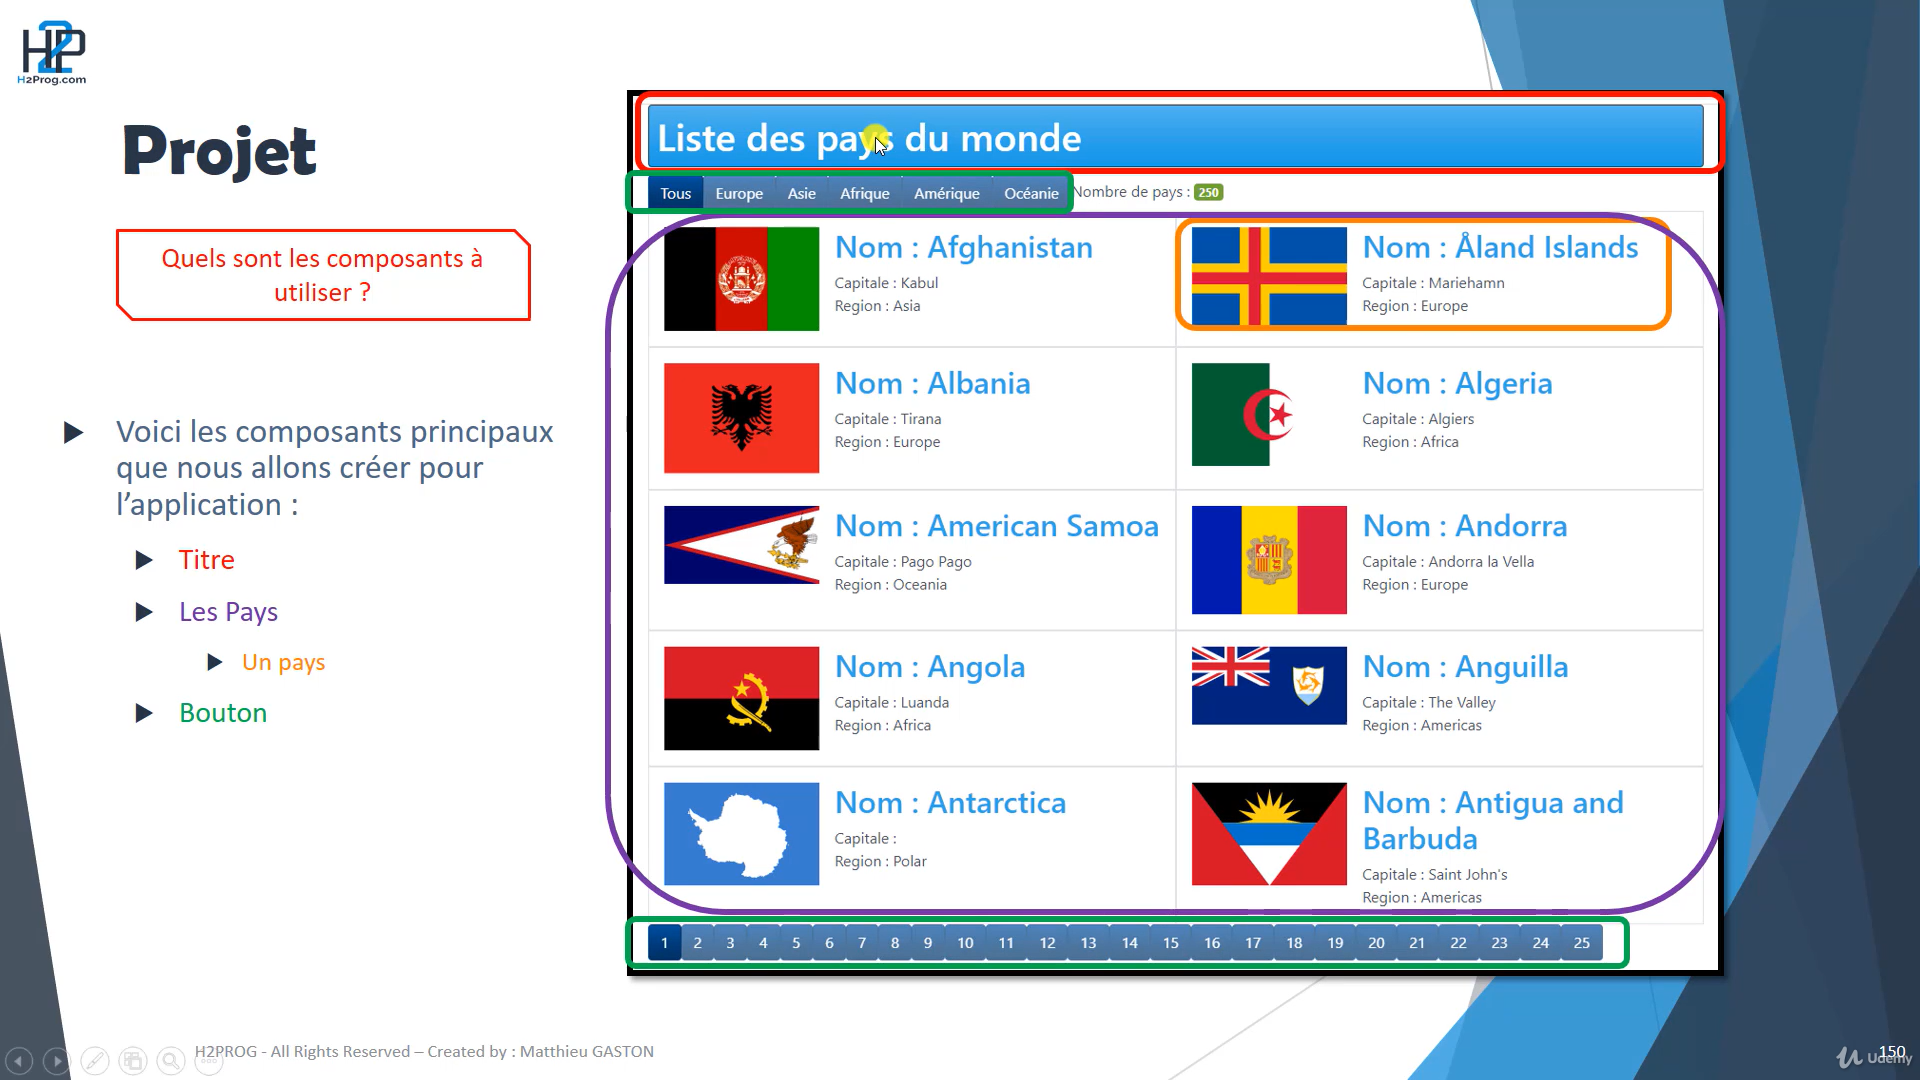 H2P
H2Prog.com
Projet
Quels sont les composants à
utiliser ?
Voici les composants principaux
que nous allons créer pour
l'application :
Titre
Les Pays
Un pays
Bouton
Liste des pays du monde
Tous Europe Asie Afrique Amérique Océanie Nombre de pays : 250
Nom : Afghanistan
Capitale : Kabul
Region : Asia
Nom : Åland Islands
Capitale : Mariehamn
Region : Europe
Nom : Albania
Capitale : Tirana
Region : Europe
Nom : Algeria
Capitale : Algiers
Region : Africa
Nom : American Samoa
Capitale : Pago Pago
Region : Oceania
Nom : Andorra
Capitale : Andorra la Vella
Region : Europe
Nom : Angola
Capitale : Luanda
Region : Africa
Nom : Anguilla
Capitale : The Valley
Region : Americas
Nom : Antarctica
Capitale :
Region : Polar
Nom : Antigua and
Barbuda
Capitale : Saint John's
Region : Americas
1 2 3 4 5 6 7 8 9 10 11 12 13 14 15 16 17 18 19 20 21 22 23 24 25
H2PROG - All Rights Reserved – Created by : Matthieu GASTON
150
Udemy